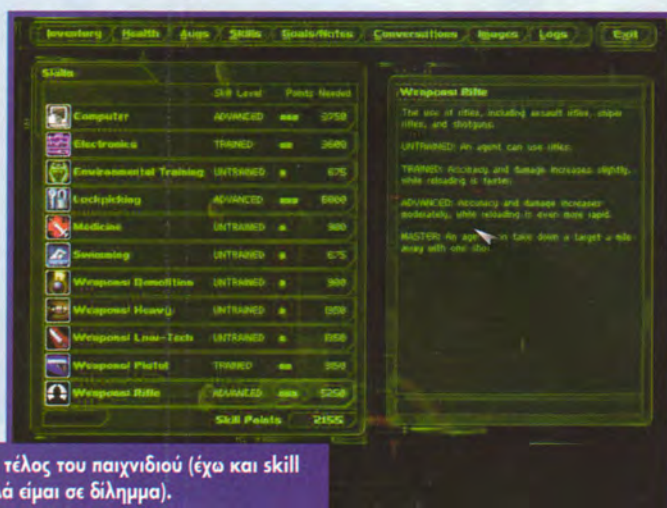 Inventory Health Augs Skills Goals/Notes Conversations Images Logs Exit
Skills
Skill Level Points Needed
Computer ADVANCED 3750
Electronics TRAINED 3600
Environmental Training UNTRAINED 675
Lockpicking ADVANCED
Medicine UNTRAINED 900
Swimming UNTRAINED 675
Weapons: Demolition UNTRAINED 900
Weapons: Heavy UNTRAINED 1350
Weapons: Low-Tech UNTRAINED 1350
Weapons: Pistol TRAINED
Weapons: Rifle ADVANCED 5250
Skill Points 2155
Weapons: Rifle
The use of rifles, including assault rifles, sniper
rifles, and shotguns.
UNTRAINED: An agent can use rifles.
TRAINED: Accuracy and damage increases slightly,
while reloading is faster.
ADVANCED: Accuracy and damage increases
moderately, while reloading is even more rapid.
MASTER: An take down a target a mile
away with one
τέλος του παιχνιδιού (έχω και skill
είμαι σε δίλημμα).